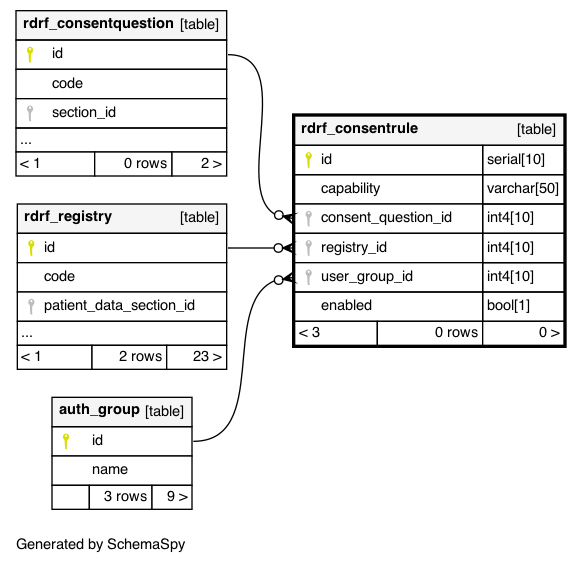 rdrf_consentquestion [table]
id
code
section_id
...
< 1 0 rows 2 >
rdrf_registry [table]
id
code
patient_data_section_id
...
< 1 2 rows 23 >
auth_group [table]
id
name
3 rows 9 >
rdrf_consentrule [table]
id serial[10]
capability varchar[50]
consent_question_id int4[10]
registry_id int4[10]
user_group_id int4[10]
enabled bool[1]
< 3 0 rows 0 >
Generated by SchemaSpy